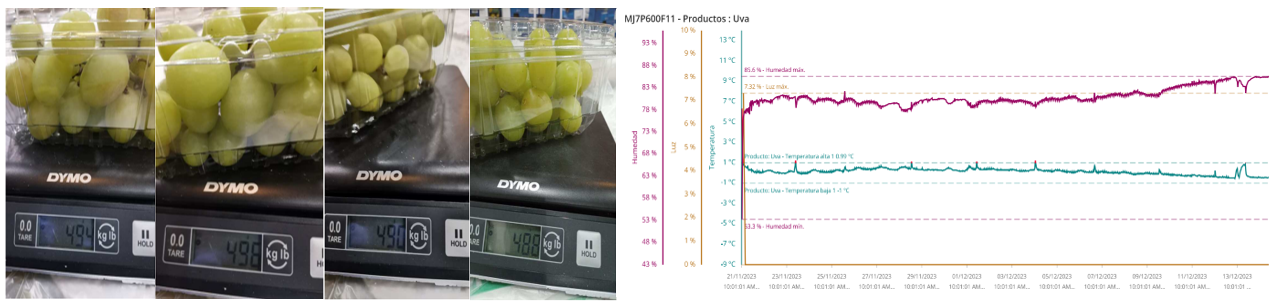 DYMO
494
0.0
TARE
kg lb
HOLD
DYMO
498
0.0
TARE
kg lb
DYMO
490
0.0
TARE
kg lb
HOLD
DYMO
488
0.0
TARE
kg lb
HOLD
MJ7P600F11 - Productos : Uva
Humedad
93 %
88 %
83 %
78 %
73 %
68 %
63 %
58 %
53 %
48 %
43 %
Luz
10 %
9 %
8 %
7 %
6 %
5 %
4 %
3 %
2 %
1 %
0 %
Temperatura
13 °C
11 °C
9 °C
7 °C
5 °C
3 °C
1 °C
-1 °C
-3 °C
-5 °C
-7 °C
-9 °C
85.6 % - Humedad máx.
7.32 % - Luz máx.
Producto: Uva - Temperatura alta 1 0.99 °C
Producto: Uva - Temperatura baja 1 -1 °C
53.3 % - Humedad mín.
21/11/2023 23/11/2023 25/11/2023 27/11/2023 29/11/2023 01/12/2023 03/12/2023 05/12/2023 07/12/2023 09/12/2023 11/12/2023 13/12/2023
10:01:01 AM... 10:01:01 AM... 10:01:01 AM... 10:01:01 AM... 10:01:01 AM... 10:01:01 AM... 10:01:01 AM... 10:01:01 AM... 10:01:01 AM... 10:01:01 AM... 10:01:01 AM... 10:01:01 ...